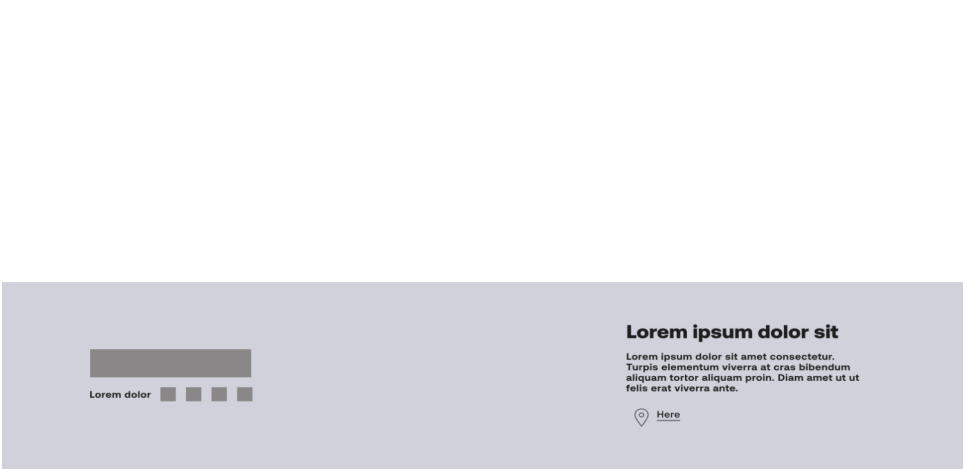 Lorem ipsum dolor sit
Lorem ipsum dolor sit amet consectetur.
Turpis elementum viverra at cras bibendum
aliquam tortor aliquam proin. Diam amet ut ut
felis erat viverra ante.
Lorem dolor
Here